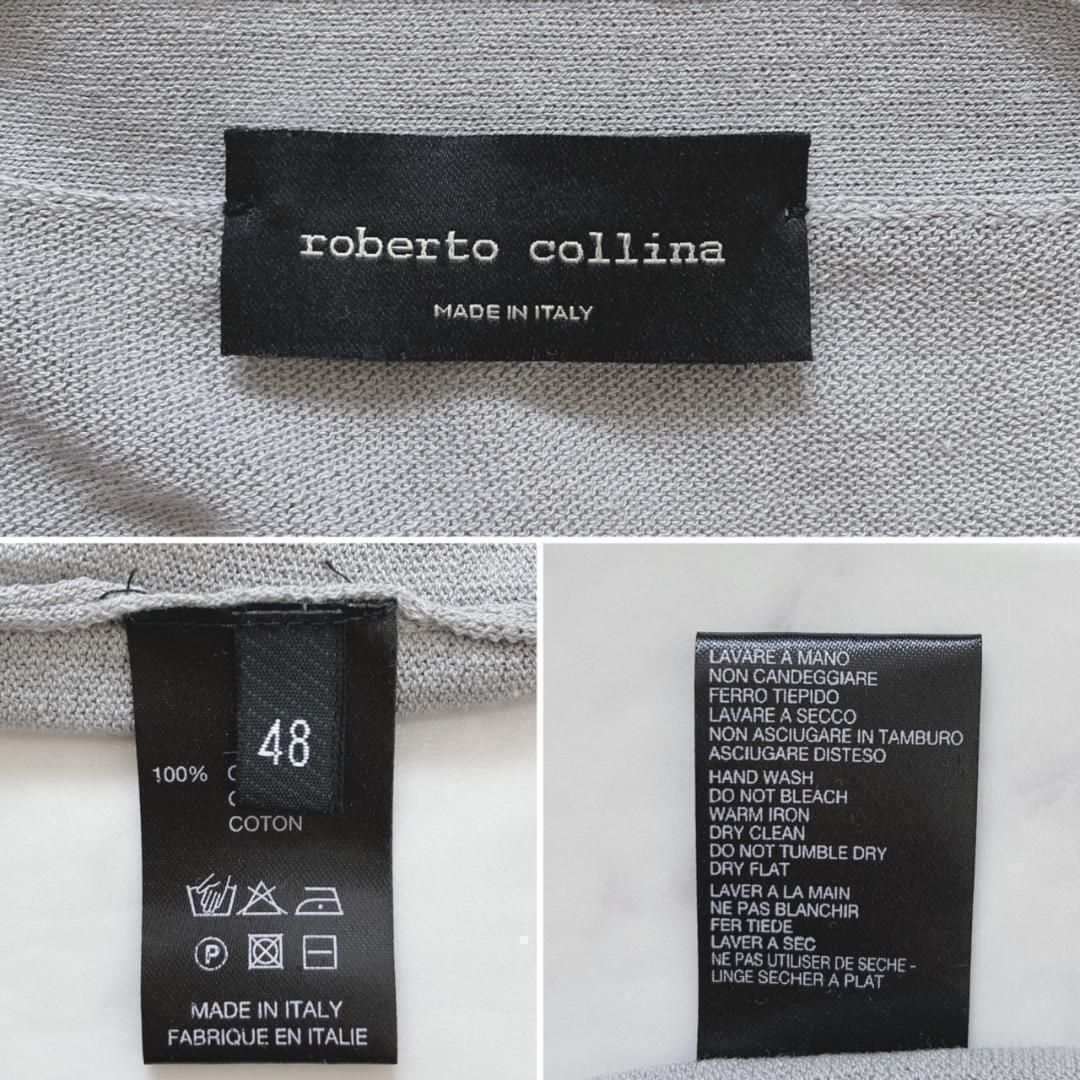 roberto collina
MADE IN ITALY
48
100%
COTON
P
MADE IN ITALY
FABRIQUE EN ITALIE
LAVARE A MANO
NON CANDEGGIARE
FERRO TIEPIDO
LAVARE A SECCO
NON ASCIUGARE IN TAMBURO
ASCIUGARE DISTESO
HAND WASH
DO NOT BLEACH
WARM IRON
DRY CLEAN
DO NOT TUMBLE DRY
DRY FLAT
LAVER A LA MAIN
NE PAS BLANCHIR
FER TIEDE
LAVER A SEC
NE PAS UTILISER DE SECHE -
LINGE SECHER A PLAT